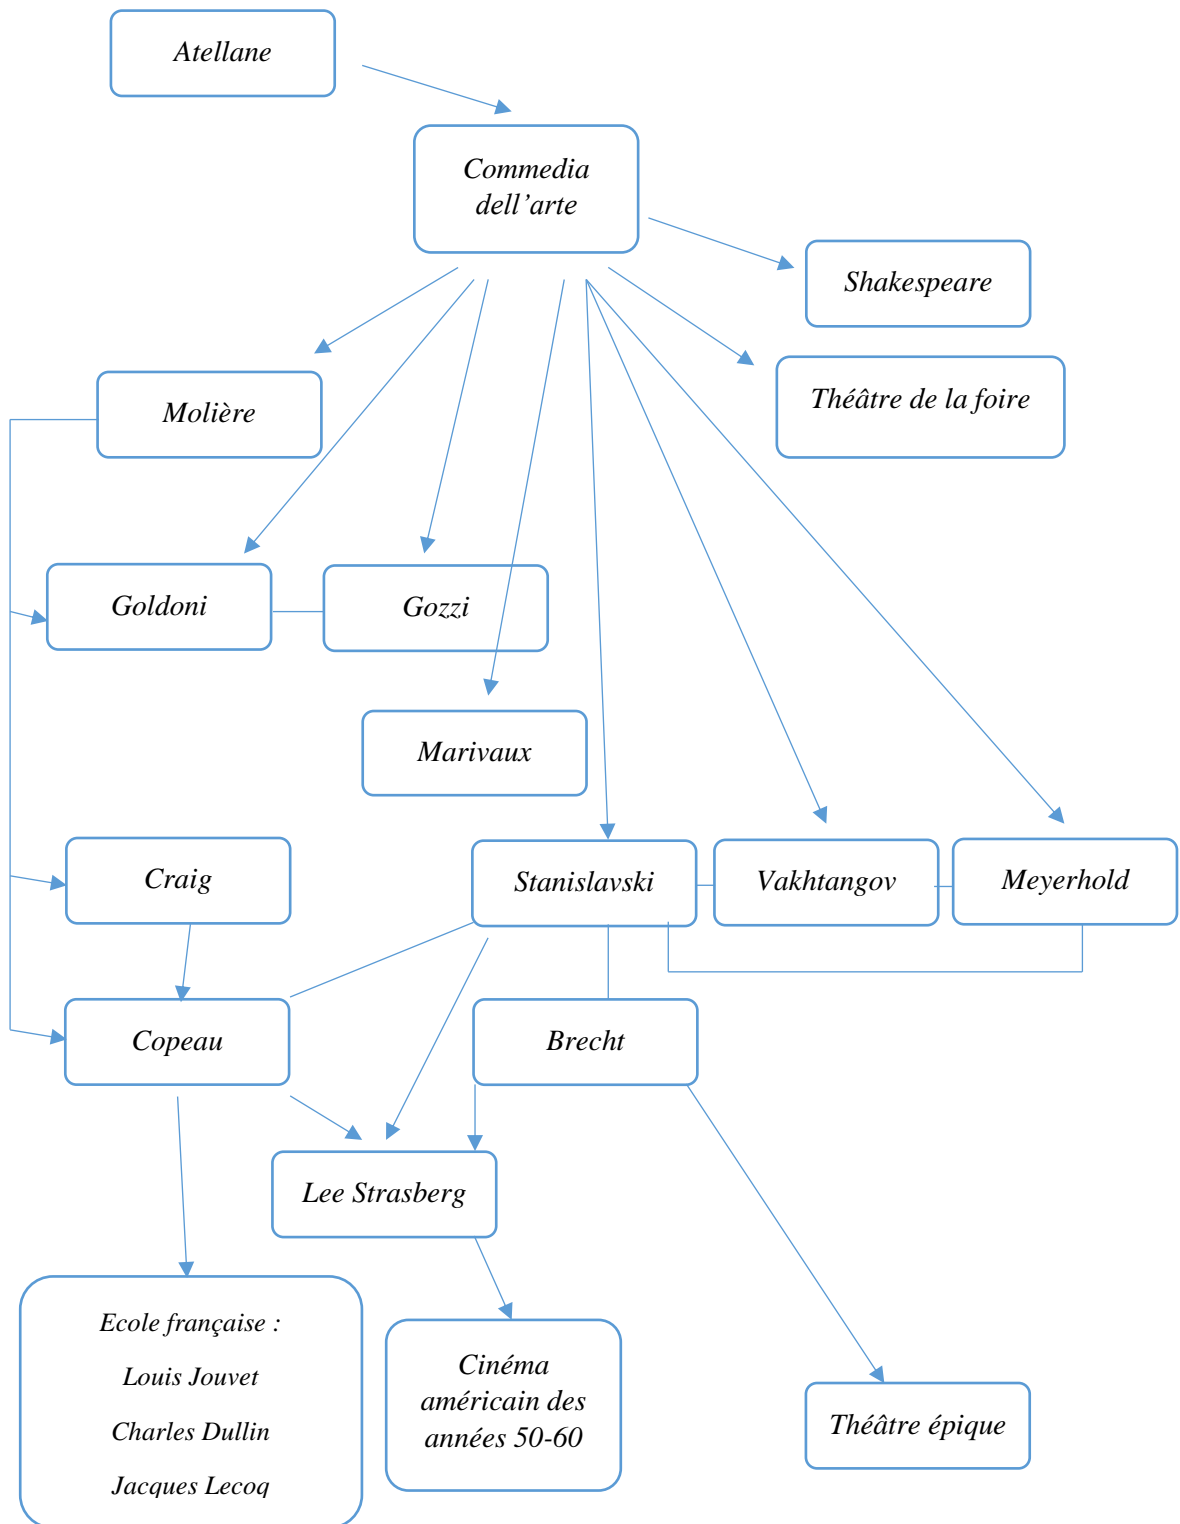 Atellane
Commedia
dell’arte
Shakespeare
Théâtre de la foire
Molière
Goldoni
Gozzi
Marivaux
Craig
Stanislavski
Vakhtangov
Meyerhold
Copeau
Brecht
Lee Strasberg
Ecole française :
Louis Jouvet
Charles Dullin
Jacques Lecoq
Cinéma
américain des
années 50-60
Théâtre épique